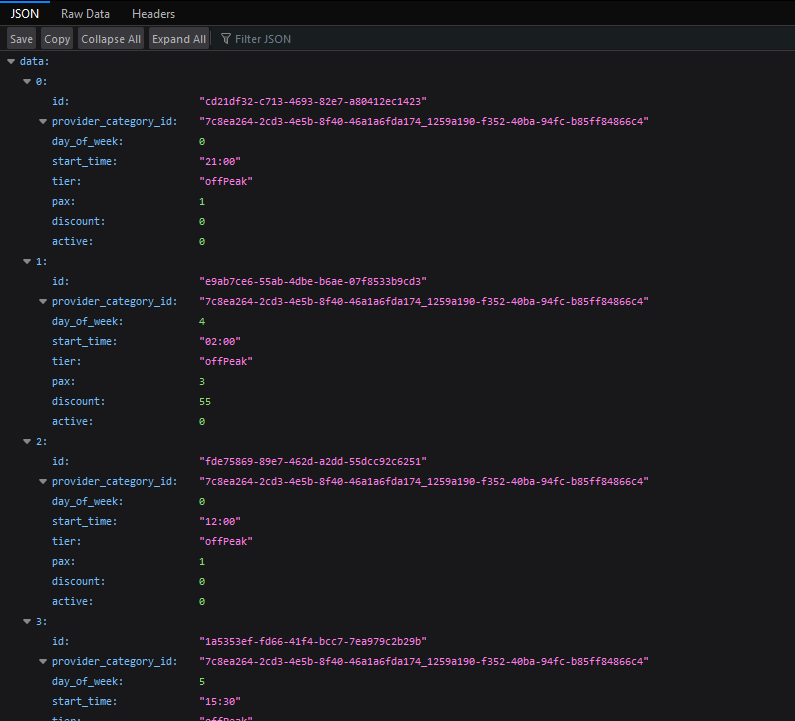 JSON Raw Data Headers
Save Copy Collapse All Expand All Filter JSON
data:
0:
id: "cd21df32-c713-4693-82e7-a80412ec1423"
provider_category_id: "7c8ea264-2cd3-4e5b-8f40-46a1a6fda174_1259a190-f352-40ba-94fc-b85ff84866c4"
day_of_week: 0
start_time: "21:00"
tier: "offPeak"
pax: 1
discount: 0
active: 0
1:
id: "e9ab7ce6-55ab-4dbe-b6ae-07f8533b9cd3"
provider_category_id: "7c8ea264-2cd3-4e5b-8f40-46a1a6fda174_1259a190-f352-40ba-94fc-b85ff84866c4"
day_of_week: 4
start_time: "02:00"
tier: "offPeak"
pax: 3
discount: 55
active: 0
2:
id: "fde75869-89e7-462d-a2dd-55dcc92c6251"
provider_category_id: "7c8ea264-2cd3-4e5b-8f40-46a1a6fda174_1259a190-f352-40ba-94fc-b85ff84866c4"
day_of_week: 0
start_time: "12:00"
tier: "offPeak"
pax: 1
discount: 0
active: 0
3:
id: "1a5353ef-fd66-41f4-bcc7-7ea979c2b29b"
provider_category_id: "7c8ea264-2cd3-4e5b-8f40-46a1a6fda174_1259a190-f352-40ba-94fc-b85ff84866c4"
day_of_week: 5
start_time: "15:30"
tier: "offPeak"